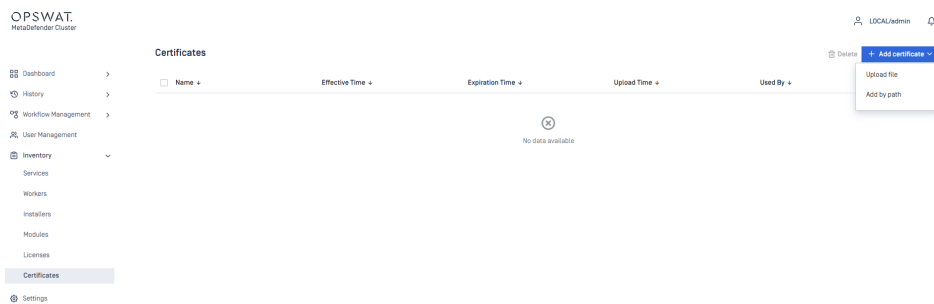 OPSWAT.
MetaDefender Cluster
LOCAL/admin
Certificates
Delete
+ Add certificate
Upload file
Add by path
Dashboard
History
Workflow Management
User Management
Inventory
Services
Workers
Installers
Modules
Licenses
Certificates
Settings
Name ↓ Effective Time ↓ Expiration Time ↓ Upload Time ↓ Used By ↓
No data available